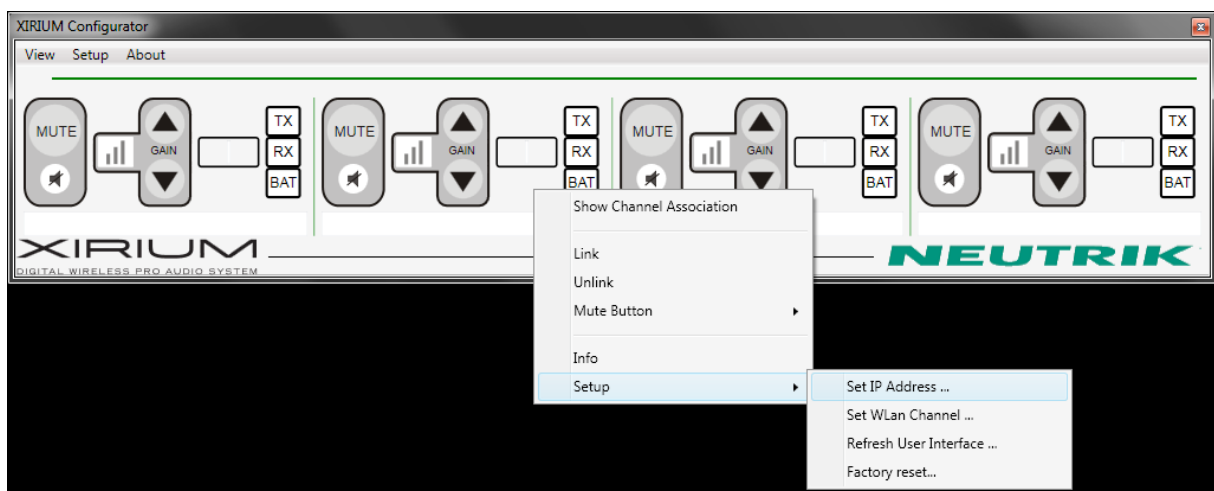 XIRIUM Configurator
View Setup About
MUTE GAIN TX RX BAT
MUTE GAIN TX RX BAT
MUTE GAIN TX RX BAT
MUTE GAIN TX RX BAT
XIRIUM
DIGITAL WIRELESS PRO AUDIO SYSTEM
NEUTRIK
Show Channel Association
Link
Unlink
Mute Button
Info
Setup
Set IP Address ...
Set WLan Channel ...
Refresh User Interface ...
Factory reset...